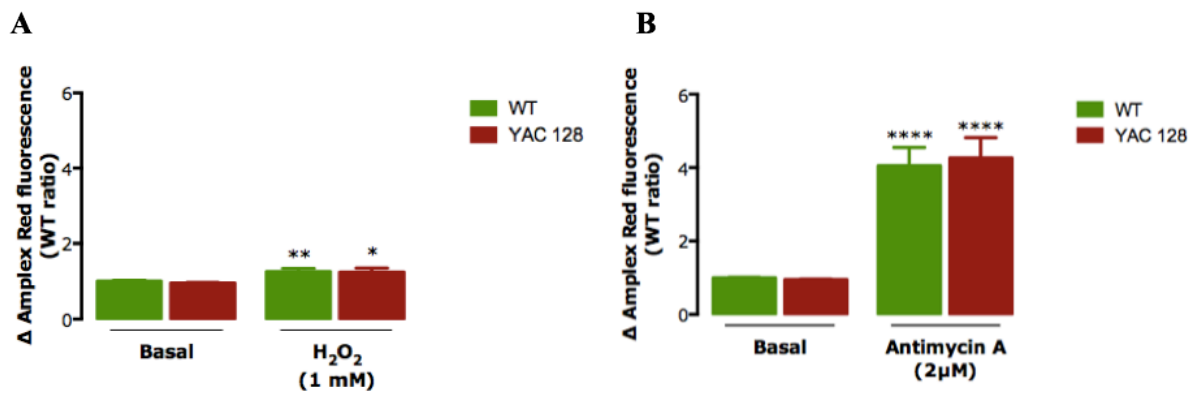 A
Δ Amplex Red fluorescence
(WT ratio)
6
4
2
0
** *
Basal
H₂O₂
(1 mM)
WT
YAC 128
B
Δ Amplex Red fluorescence
(WT ratio)
6
4
2
0
**** ****
Basal
Antimycin A
(2µM)
WT
YAC 128